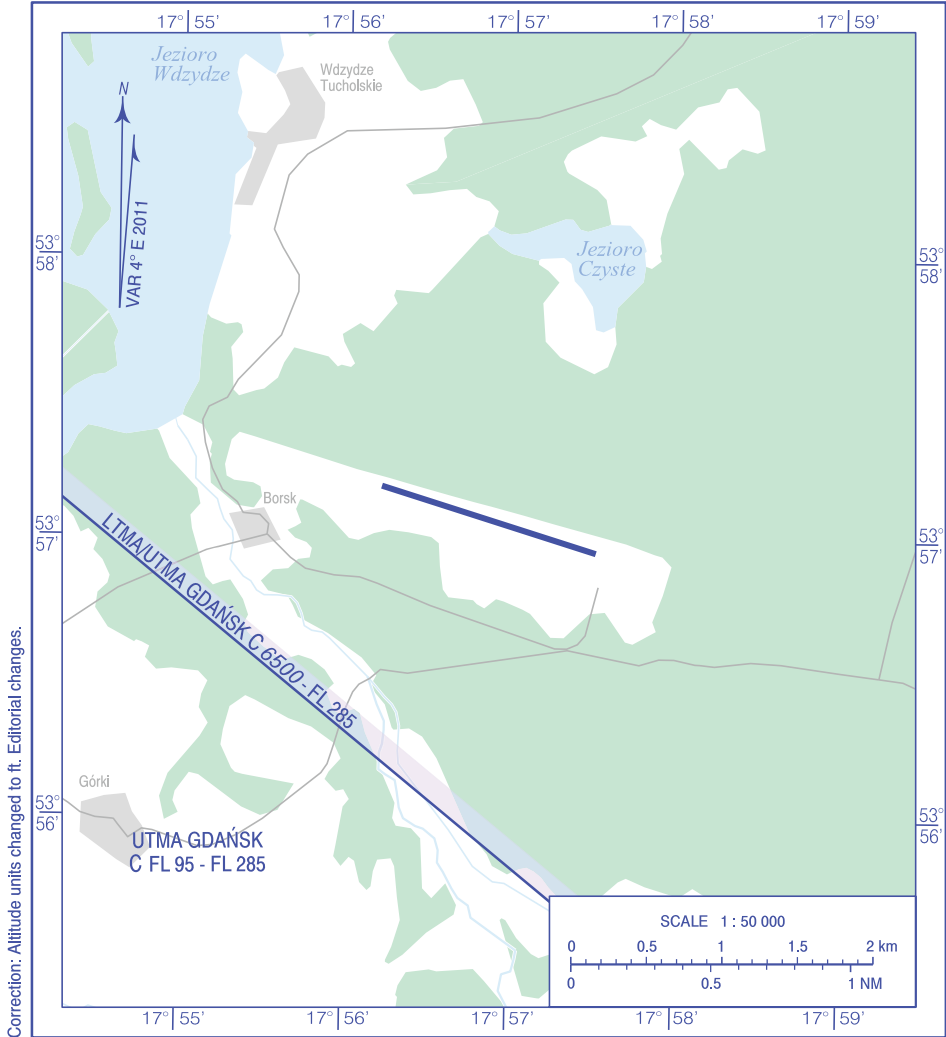 17° 55'
17° 56'
17° 57'
17° 58'
17° 59'
Jezioro
Wdzydze
Wdzydze
Tucholskie
N
VAR 4° E 2011
53°
58'
53°
58'
Jezioro
Czyste
Borsk
53°
57'
53°
57'
LTMA/UTMA GDAŃSK C 6500 - FL 285
Górki
53°
56'
53°
56'
UTMA GDAŃSK
C FL 95 - FL 285
SCALE 1 : 50 000
0 0.5 1 1.5 2 km
0 0.5 1 NM
17° 55'
17° 56'
17° 57'
17° 58'
17° 59'
Correction: Altitude units changed to ft. Editorial changes.